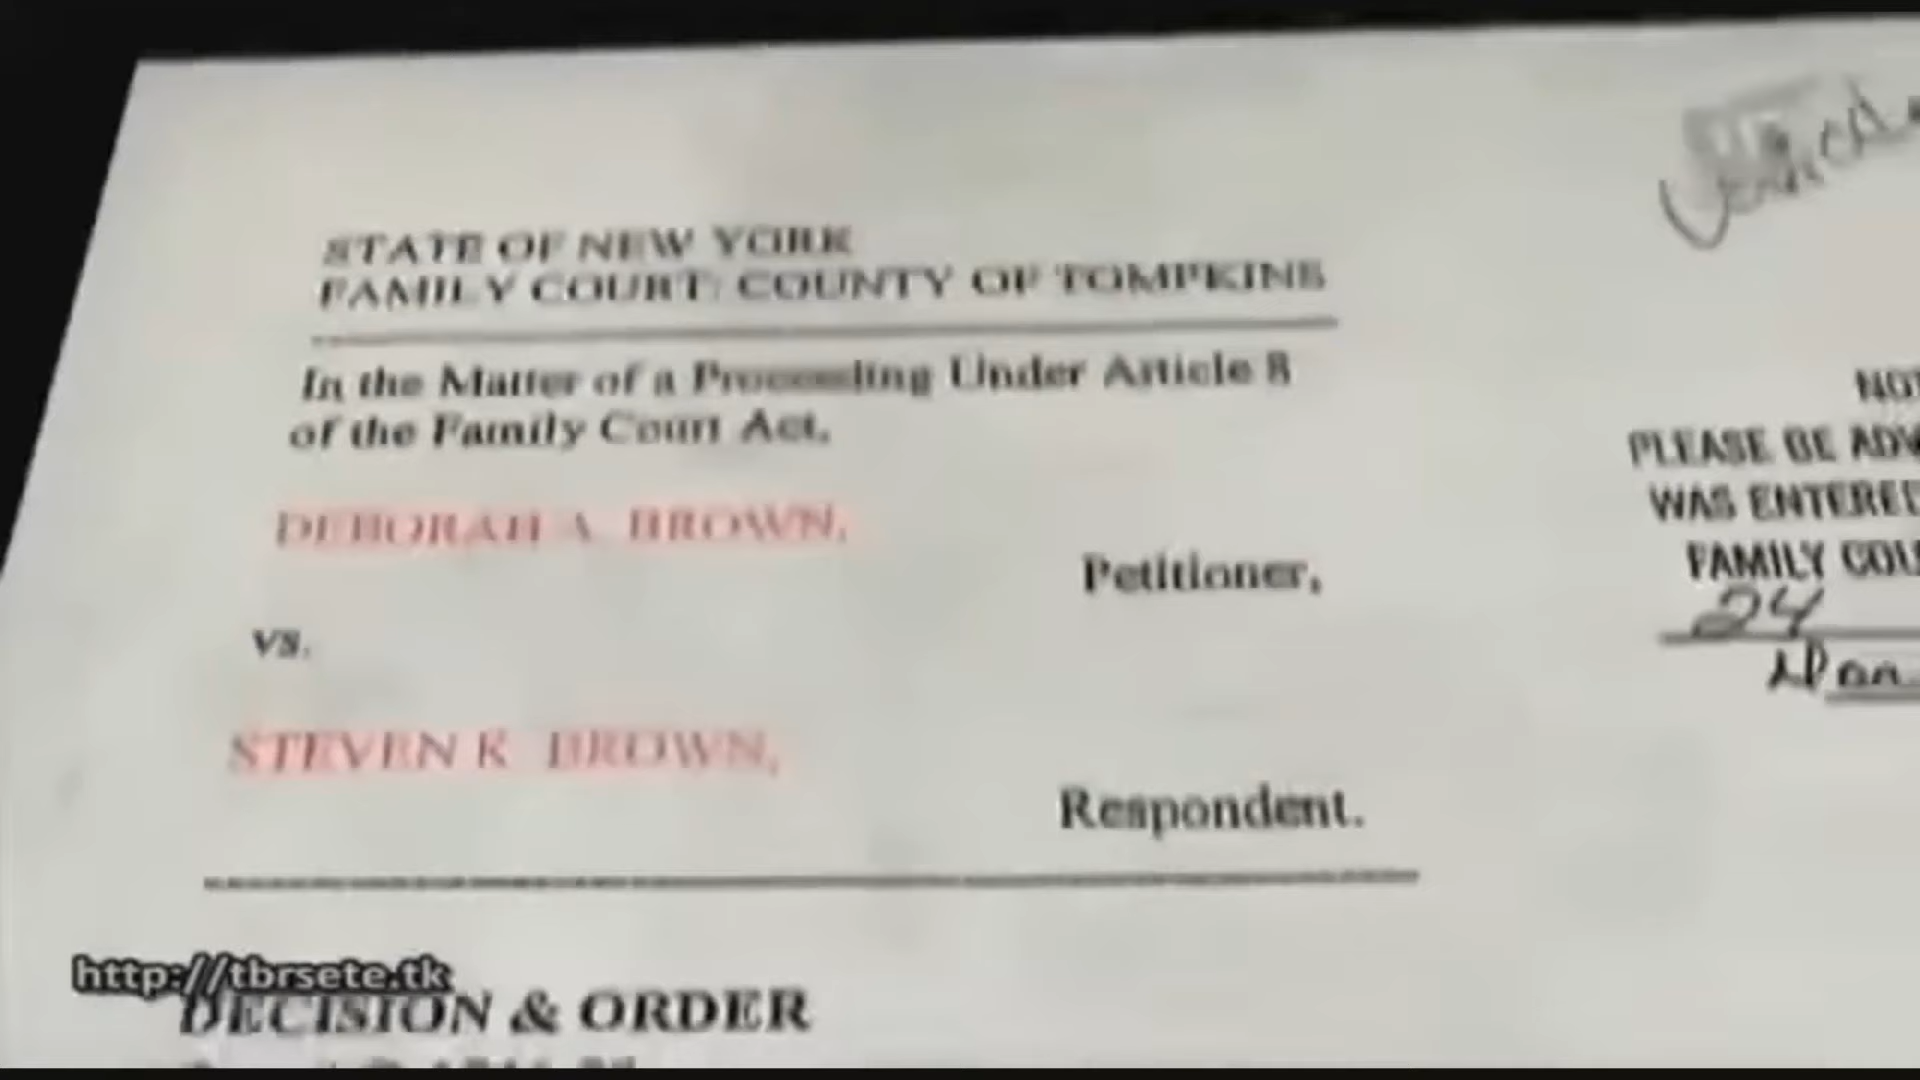 STATE OF NEW YORK
FAMILY COURT: COUNTY OF TOMPKINS
In the Matter of a Proceeding Under Article 8
of the Family Court Act,
DEBORAH A. BROWN,
Petitioner,
vs.
STEVEN K. BROWN,
Respondent.
NOT
PLEASE BE ADV
WAS ENTERED
FAMILY COU
24
http://tbrsete.tk
DECISION & ORDER